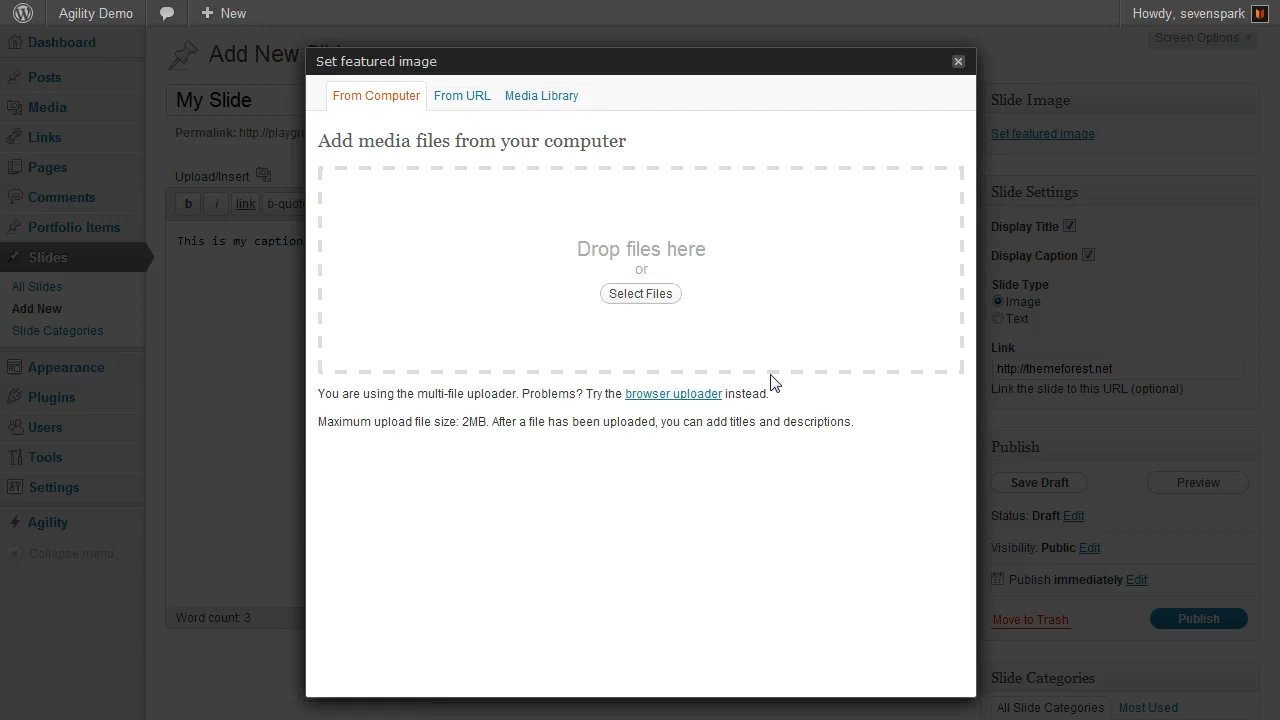 Agility Demo
New
Howdy, sevenspark
Screen Options
Dashboard
Posts
Media
Links
Pages
Comments
Portfolio Items
Slides
All Slides
Add New
Slide Categories
Appearance
Plugins
Users
Tools
Settings
Agility
Collapse menu
Add New
My Slide
Permalink: http://playgr
Upload/Insert
b
i
link
b-quot
This is my caption
Word count: 3
Set featured image
From Computer
From URL
Media Library
Add media files from your computer
Drop files here
or
Select Files
You are using the multi-file uploader. Problems? Try the browser uploader instead.
Maximum upload file size: 2MB. After a file has been uploaded, you can add titles and descriptions.
Slide Image
Set featured image
Slide Settings
Display Title
Display Caption
Slide Type
Image
Text
Link
http://themeforest.net
Link the slide to this URL (optional)
Publish
Save Draft
Preview
Status: Draft Edit
Visibility: Public Edit
Publish immediately Edit
Move to Trash
Publish
Slide Categories
All Slide Categories
Most Used